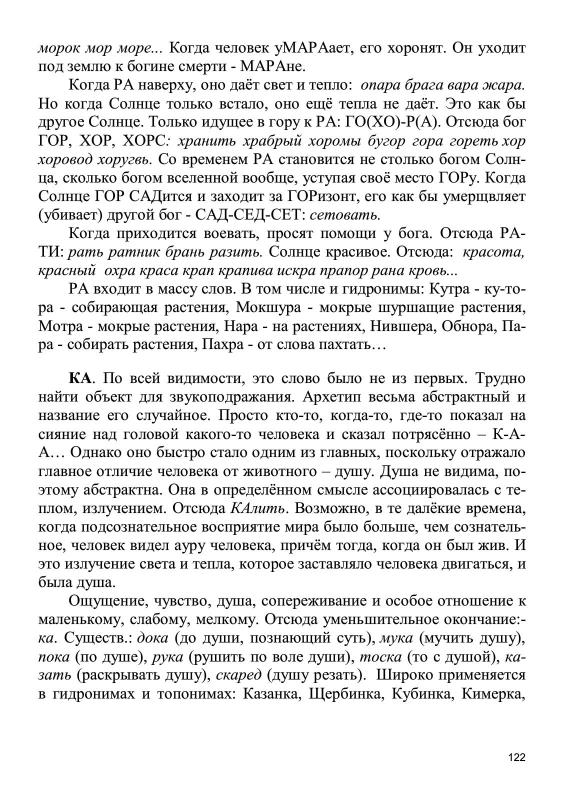 морок мор море... Когда человек уМАРАает, его хоронят. Он уходит
под землю к богине смерти - МАРАне.
Когда РА наверху, оно даёт свет и тепло: опара брага вара жара.
Но когда Солнце только встало, оно ещё тепла не даёт. Это как бы
другое Солнце. Только идущее в гору к РА: ГО(ХО)-Р(А). Отсюда бог
ГОР, ХОР, ХОРС: хранить храбрый хоромы бугор гора гореть хор
хоровод хоругвь. Со временем РА становится не столько богом Солн-
ца, сколько богом вселенной вообще, уступая своё место ГОРу. Когда
Солнце ГОР САДится и заходит за ГОРизонт, его как бы умерщвляет
(убивает) другой бог - САД-СЕД-СЕТ: сетовать.
Когда приходится воевать, просят помощи у бога. Отсюда РА-
ТИ: рать ратник брань разить. Солнце красивое. Отсюда: красота,
красный охра краса крап крапива искра прапор рана кровь...
РА входит в массу слов. В том числе и гидронимы: Кутра - ку-то-
ра - собирающая растения, Мокшура - мокрые шуршащие растения,
Мотра - мокрые растения, Нара - на растениях, Нившера, Обнора, Па-
ра - собирать растения, Пахра - от слова пахтать…
КА. По всей видимости, это слово было не из первых. Трудно
найти объект для звукоподражания. Архетип весьма абстрактный и
название его случайное. Просто кто-то, когда-то, где-то показал на
сияние над головой какого-то человека и сказал потрясённо – К-А-
А… Однако оно быстро стало одним из главных, поскольку отражало
главное отличие человека от животного – душу. Душа не видима, по-
этому абстрактна. Она в определённом смысле ассоциировалась с те-
плом, излучением. Отсюда КАлить. Возможно, в те далёкие времена,
когда подсознательное восприятие мира было больше, чем сознатель-
ное, человек видел ауру человека, причём тогда, когда он был жив. И
это излучение света и тепла, которое заставляло человека двигаться, и
была душа.
Ощущение, чувство, душа, сопереживание и особое отношение к
маленькому, слабому, мелкому. Отсюда уменьшительное окончание:-
ка. Существ.: дока (до души, познающий суть), мука (мучить душу),
пока (по душе), рука (рушить по воле души), тоска (то с душой), ка-
зать (раскрывать душу), скаред (душу резать). Широко применяется
в гидронимах и топонимах: Казанка, Щербинка, Кубинка, Кимерка,
122